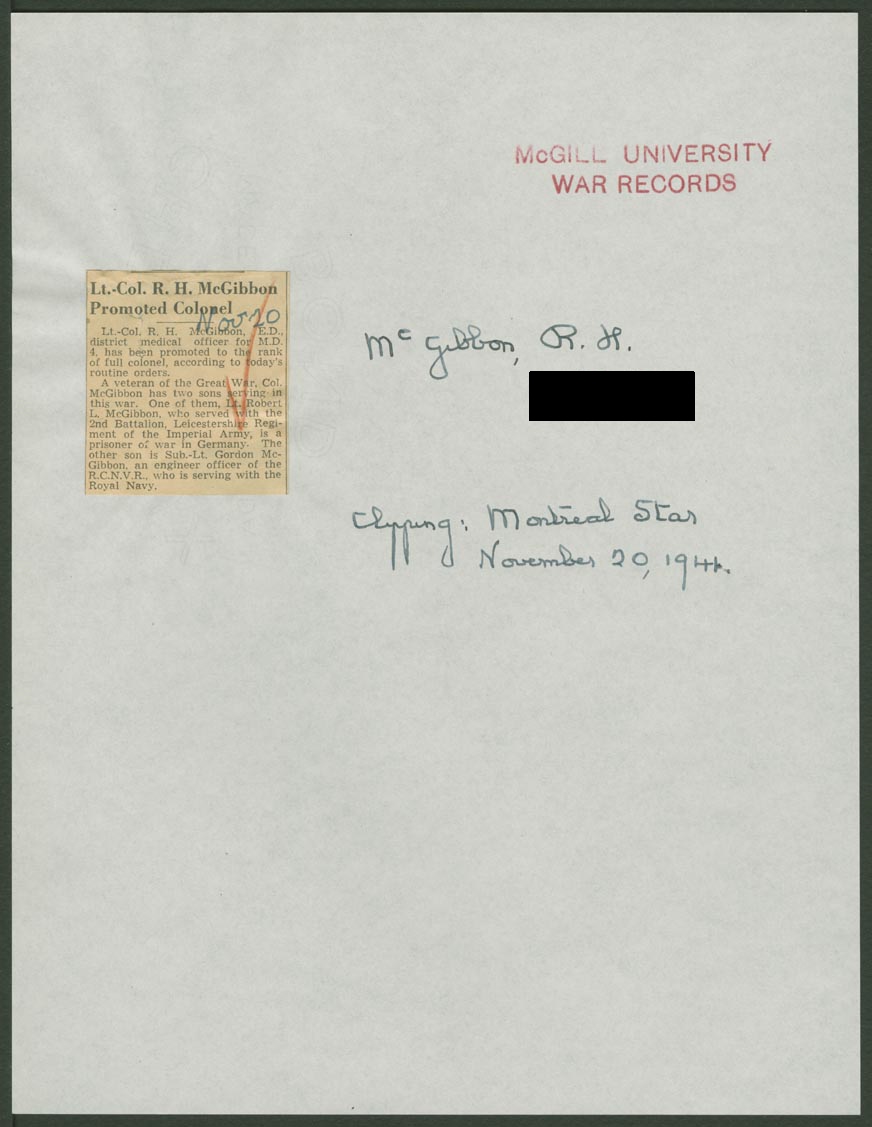 McGILL UNIVERSITY
WAR RECORDS
Lt.-Col. R. H. McGibbon
Promoted Colonel
Nov 20
Lt.-Col. R. H. McGibbon, E.D.,
district medical officer for M.D.
4, has been promoted to the rank
of full colonel, according to today's
routine orders.
A veteran of the Great War, Col.
McGibbon has two sons serving in
this war. One of them, Lt. Robert
L. McGibbon, who served with the
2nd Battalion, Leicestershire Regi-
ment of the Imperial Army, is a
prisoner of war in Germany. The
other son is Sub.-Lt. Gordon Mc-
Gibbon, an engineer officer of the
R.C.N.V.R., who is serving with the
Royal Navy.
McGibbon, R. H.
Clipping: Montreal Star
November 20, 1944.